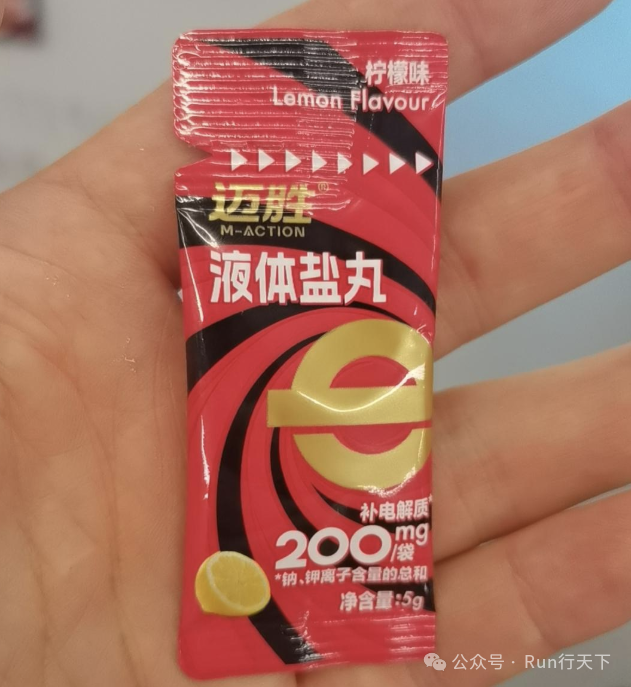 柠檬味
Lemon Flavour
迈胜®
M-ACTION
液体盐丸
e
补电解质*
200mg/袋
*钠、钾离子含量的总和
净含量:5g
公众号 · Run行天下